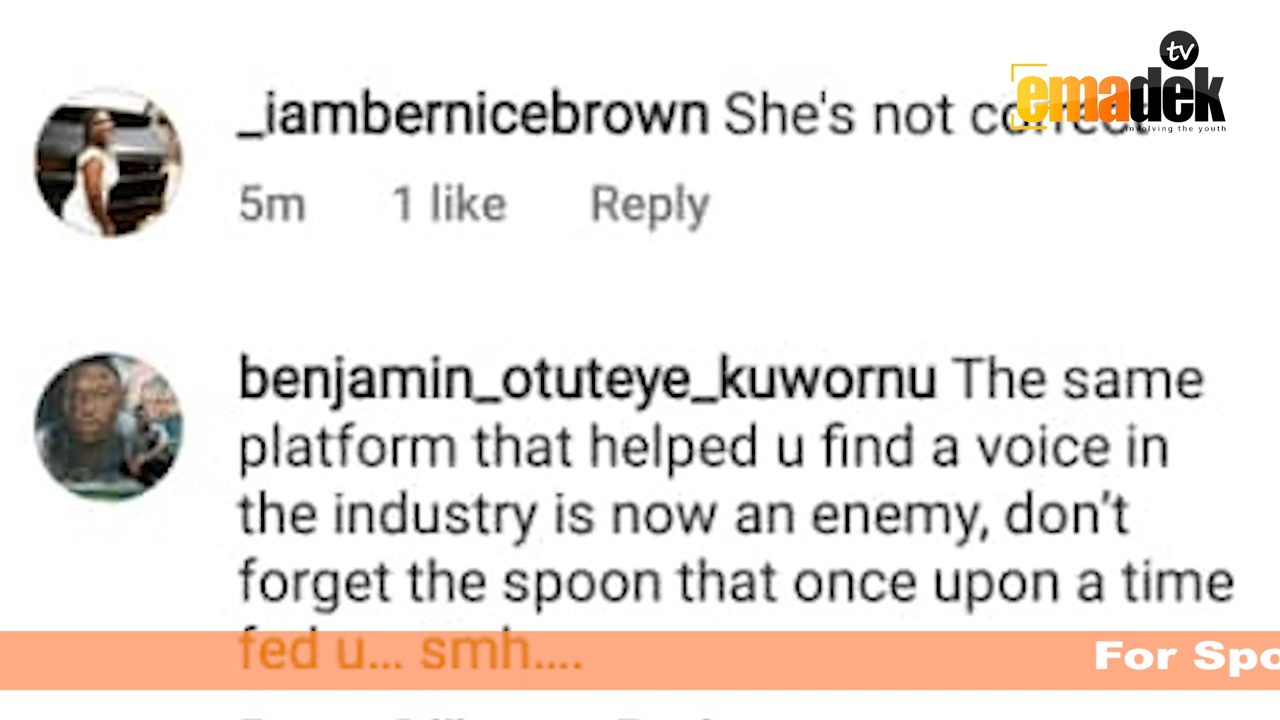 tv
emadek
involving the youth
_iambernicebrown She's not correct
5m 1 like Reply
benjamin_otuteye_kuwornu The same
platform that helped u find a voice in
the industry is now an enemy, don't
forget the spoon that once upon a time
fed u... smh....
For Spo